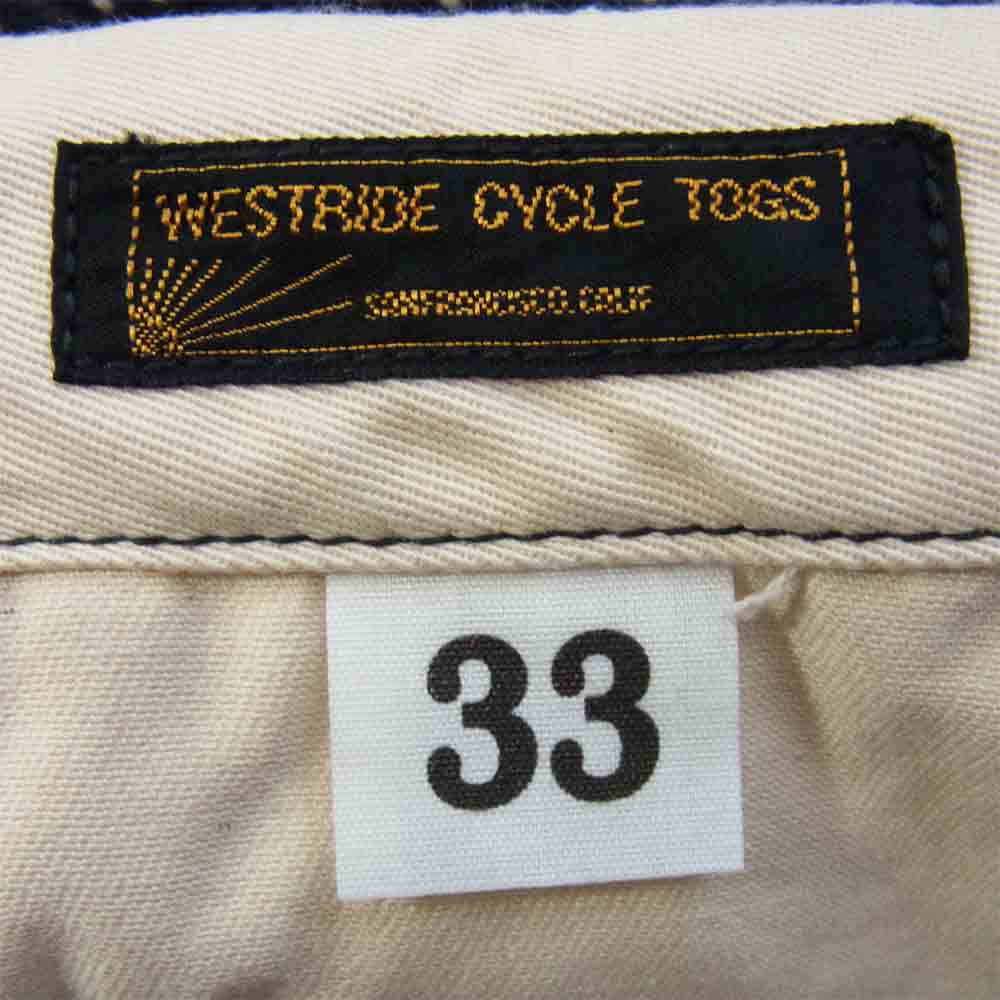 WESTRIDE CYCLE TOGS
SANFRANCISCO.CALIF
33